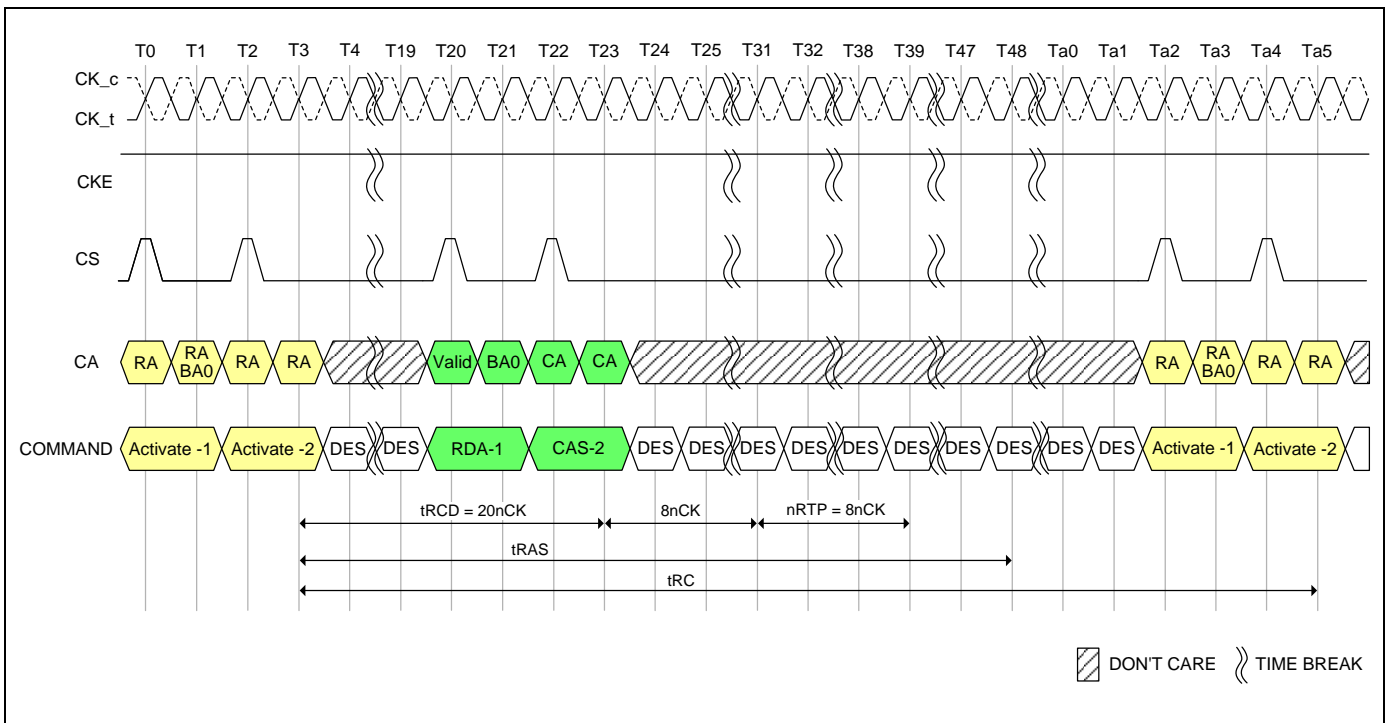 T0 T1 T2 T3 T4 T19 T20 T21 T22 T23 T24 T25 T31 T32 T38 T39 T47 T48 Ta0 Ta1 Ta2 Ta3 Ta4 Ta5
CK_c
CK_t
CKE
CS
CA RA RA BA0 RA RA Valid BA0 CA CA RA RA BA0 RA RA
COMMAND Activate -1 Activate -2 DES DES RDA-1 CAS-2 DES DES DES DES DES DES DES DES DES DES Activate -1 Activate -2
tRCD = 20nCK 8nCK nRTP = 8nCK
tRAS
tRC
DON'T CARE TIME BREAK